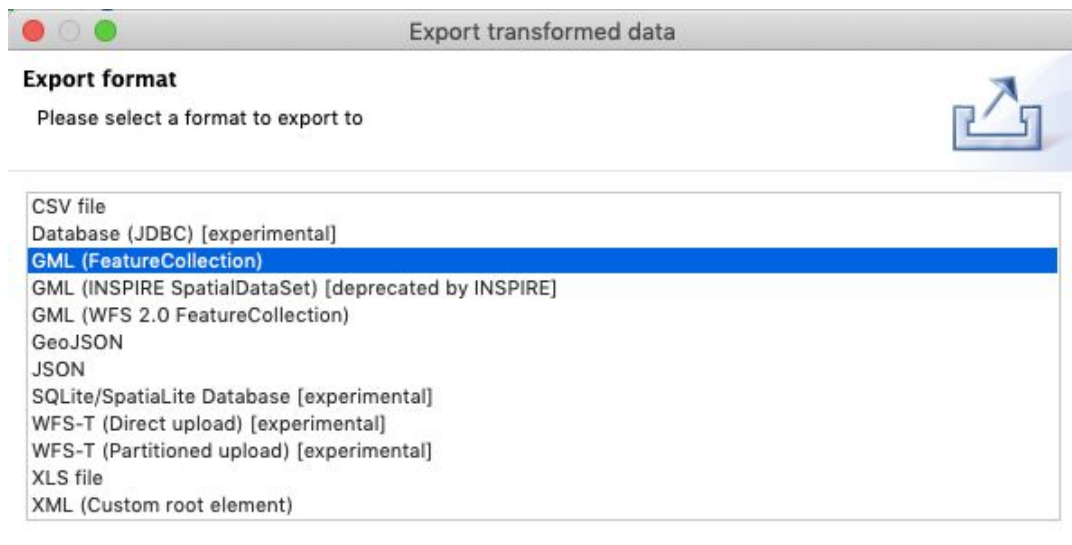 Export transformed data
Export format
Please select a format to export to
CSV file
Database (JDBC) [experimental]
GML (FeatureCollection)
GML (INSPIRE SpatialDataSet) [deprecated by INSPIRE]
GML (WFS 2.0 FeatureCollection)
GeoJSON
JSON
SQLite/SpatiaLite Database [experimental]
WFS-T (Direct upload) [experimental]
WFS-T (Partitioned upload) [experimental]
XLS file
XML (Custom root element)